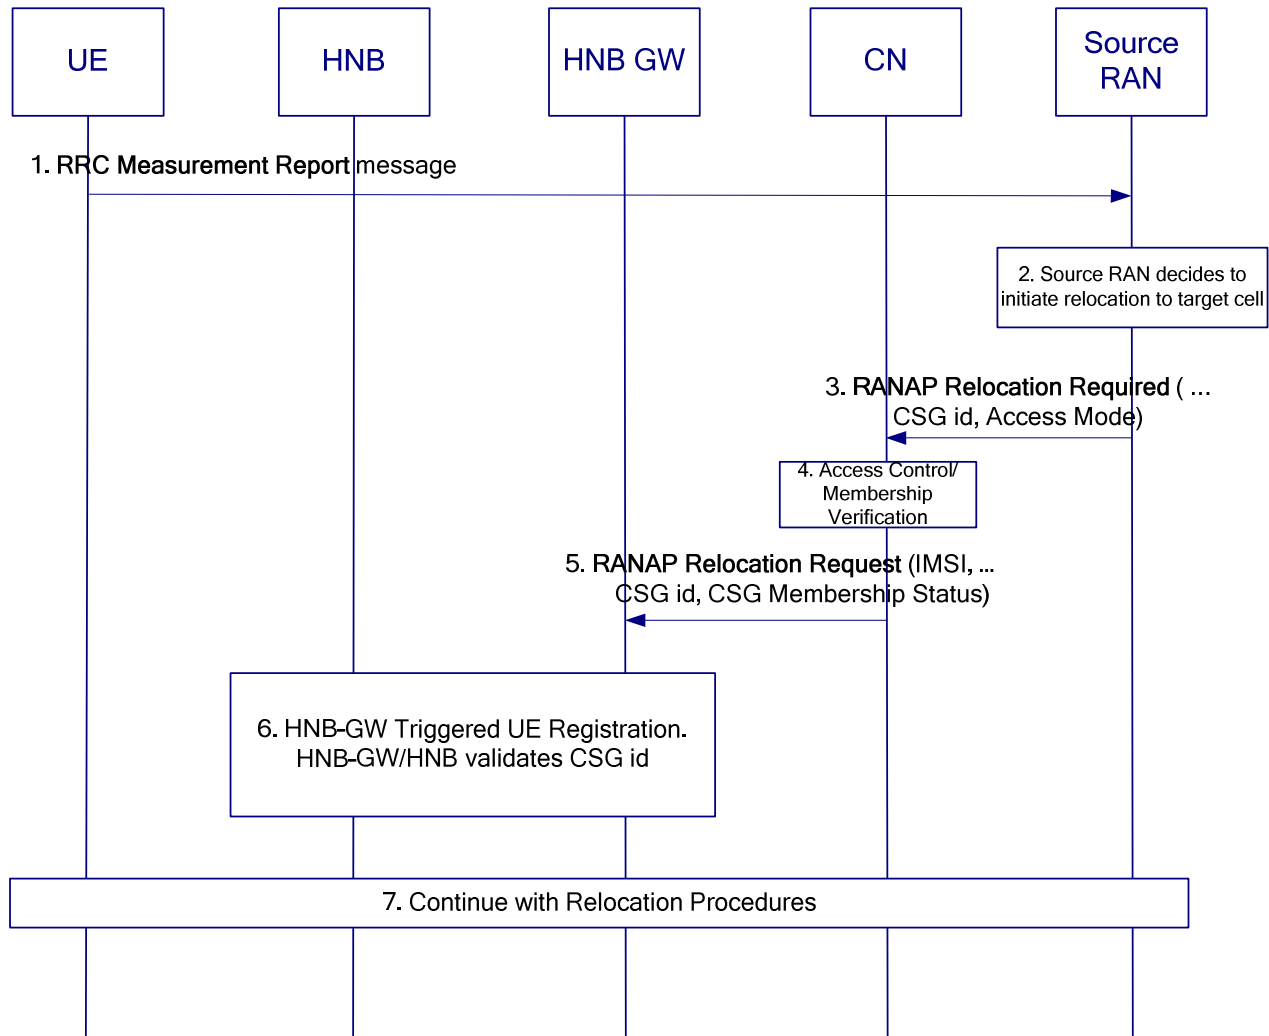 UE
HNB
HNB GW
CN
Source
RAN
1. RRC Measurement Report message
2. Source RAN decides to
initiate relocation to target cell
3. RANAP Relocation Required ( ...
CSG id, Access Mode)
4. Access Control/
Membership
Verification
5. RANAP Relocation Request (IMSI, ...
CSG id, CSG Membership Status)
6. HNB-GW Triggered UE Registration.
HNB-GW/HNB validates CSG id
7. Continue with Relocation Procedures